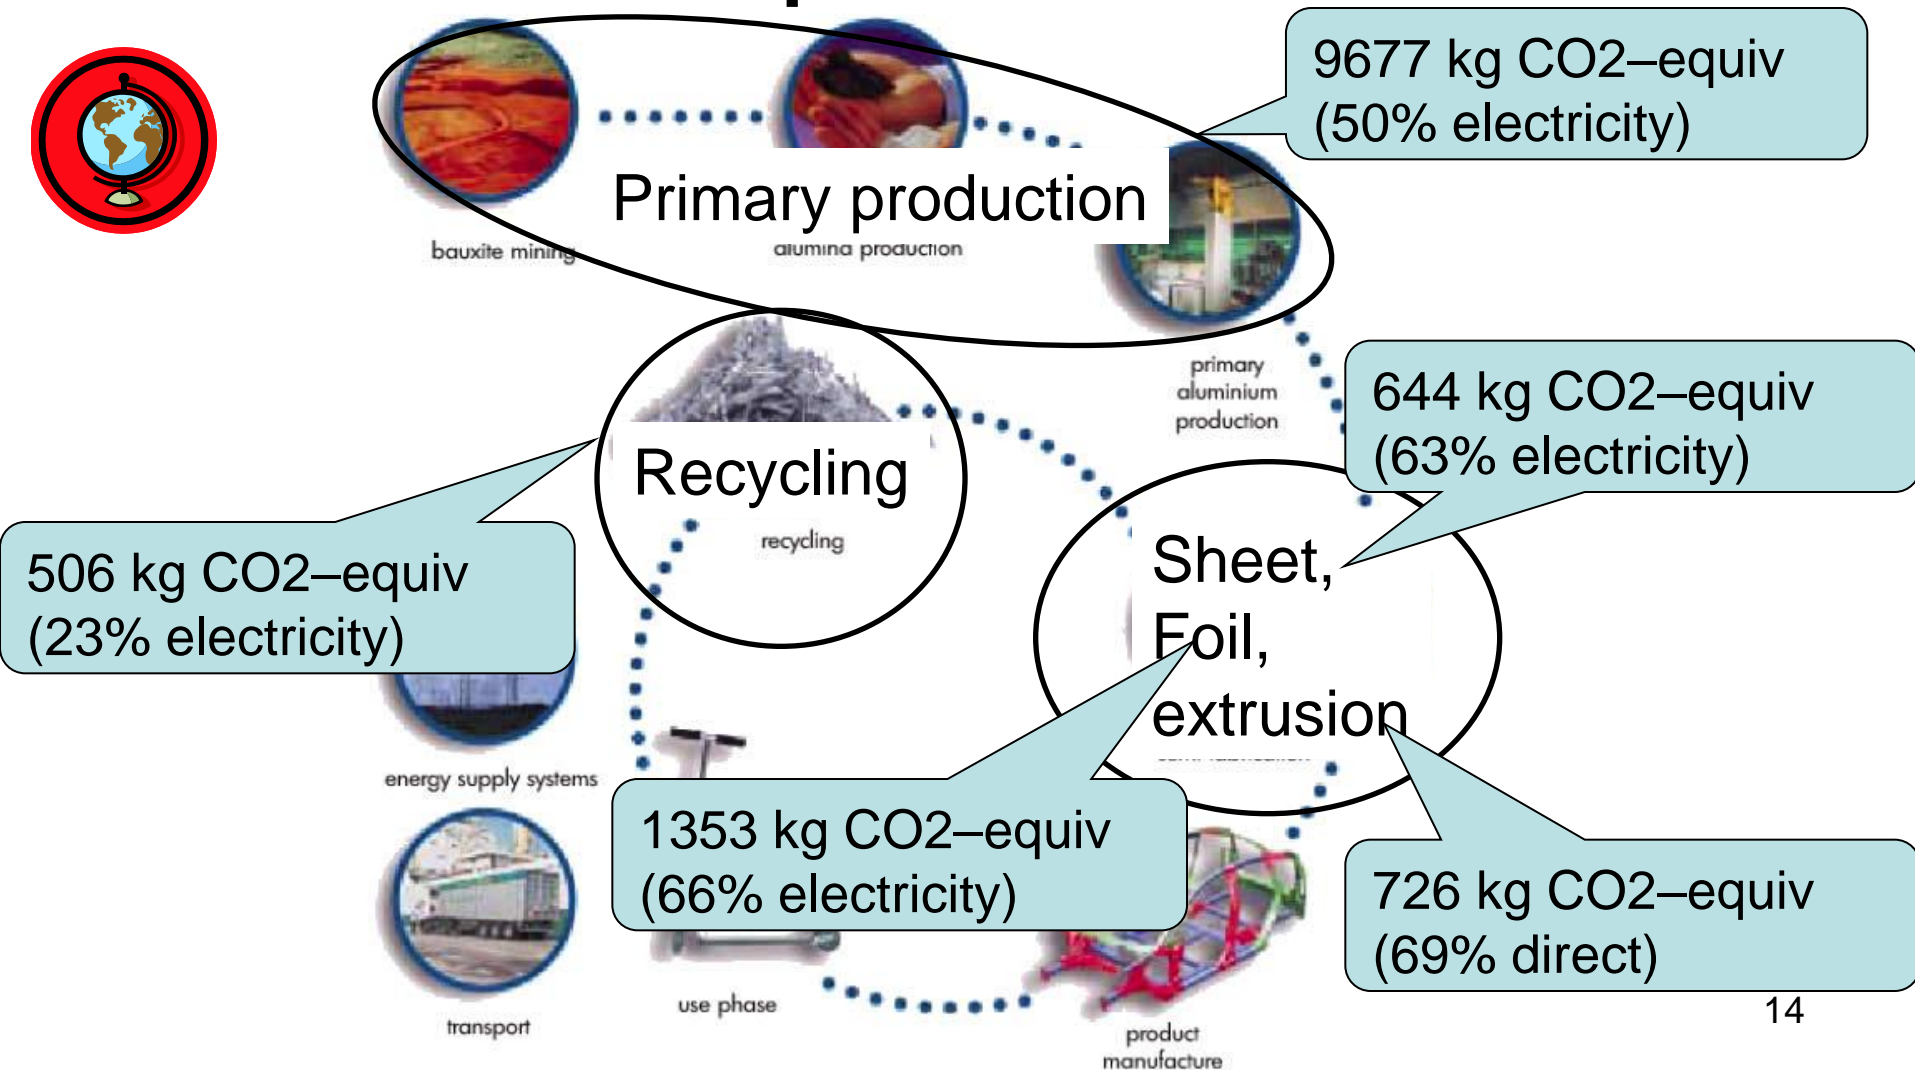 9677 kg CO2–equiv
(50% electricity)
Primary production
bauxite mining
alumina production
primary
aluminium
production
644 kg CO2–equiv
(63% electricity)
Recycling
recycling
506 kg CO2–equiv
(23% electricity)
Sheet,
Foil,
extrusion
energy supply systems
1353 kg CO2–equiv
(66% electricity)
726 kg CO2–equiv
(69% direct)
use phase
transport
product
manufacture
14